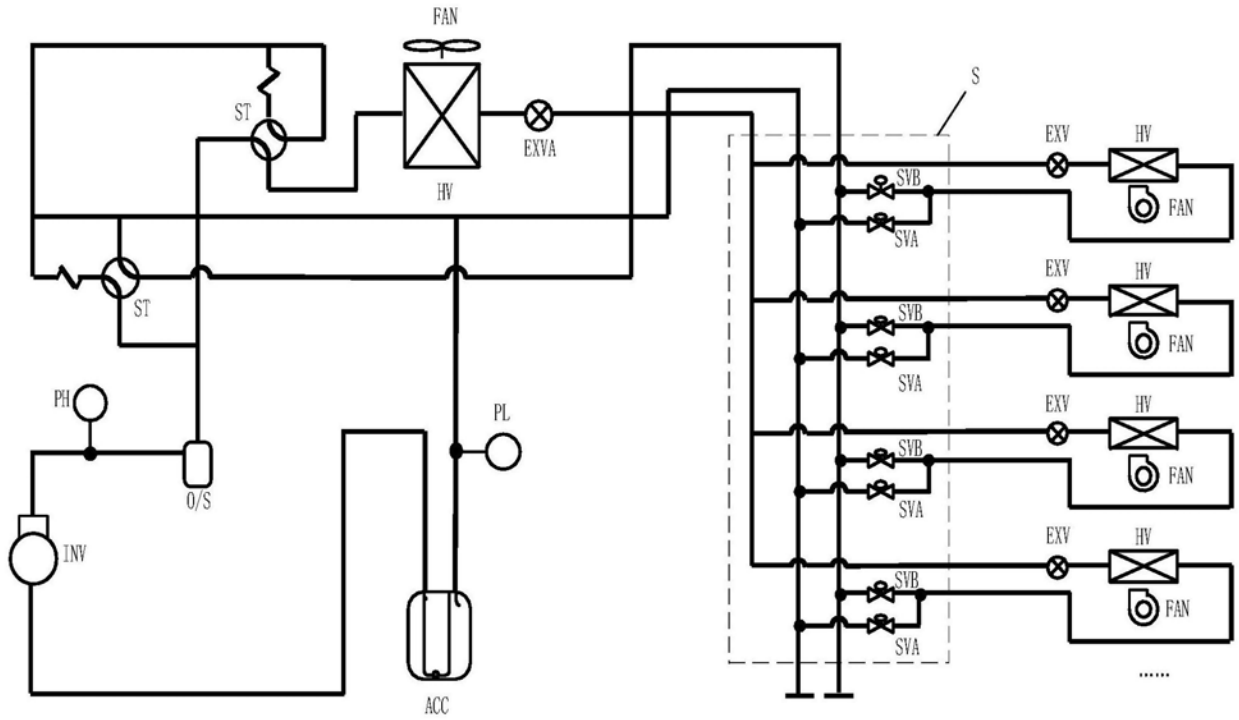 FAN
S
ST
EXVA
HV
EXV
HV
SVB
FAN
SVA
ST
EXV
HV
SVB
FAN
SVA
PH
PL
EXV
HV
SVB
FAN
SVA
O/S
INV
EXV
HV
SVB
FAN
SVA
ACC
……